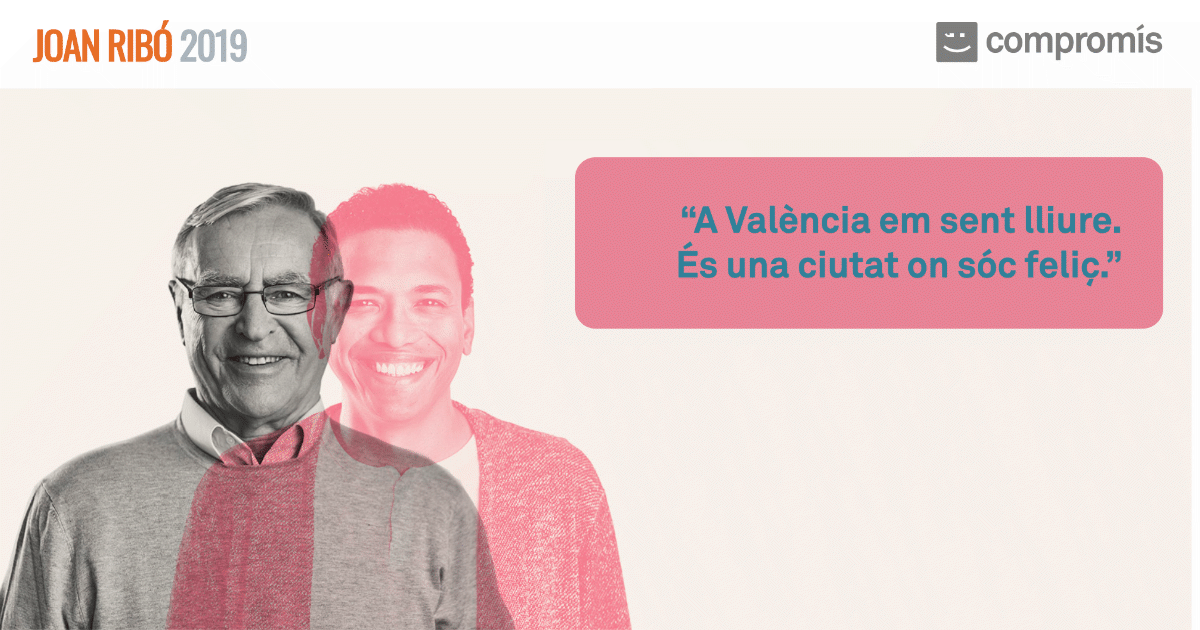 JOAN RIBÓ 2019
compromís
“A València em sent lliure.
És una ciutat on sóc feliç.”